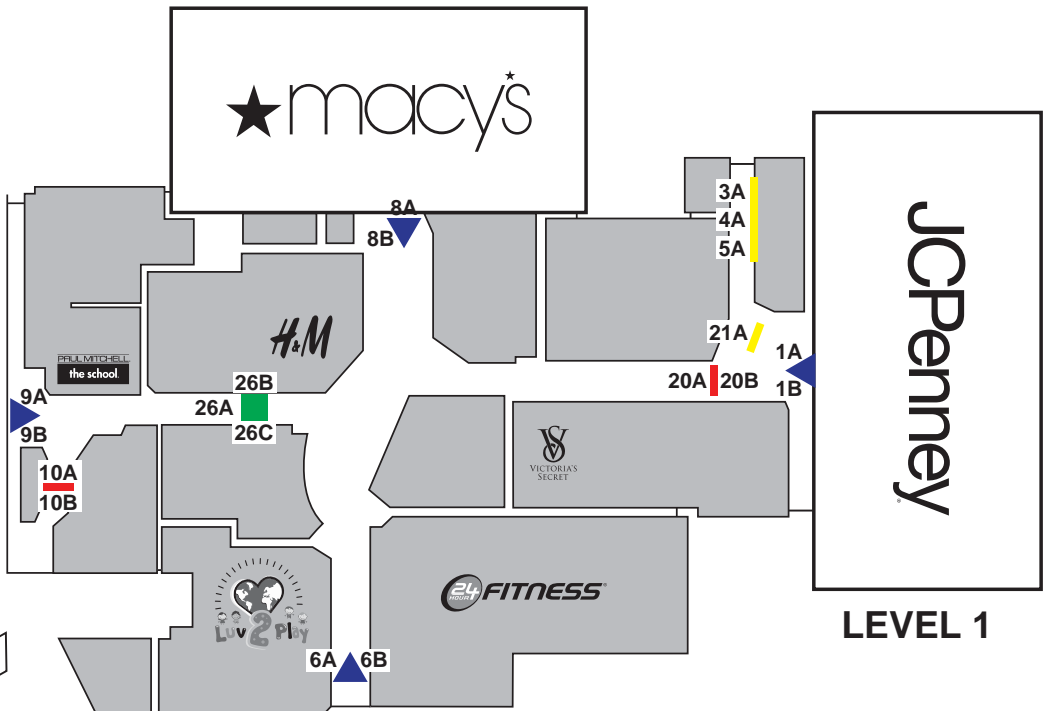 macy's
8A
8B
3A
4A
5A
JCPenney
H&M
21A
1A
1B
PAUL MITCHELL
the school
20A
20B
26B
26A
26C
9A
9B
VS
VICTORIA'S
SECRET
10A
10B
24
HOUR
FITNESS
Luv 2 Play
LEVEL 1
6A
6B